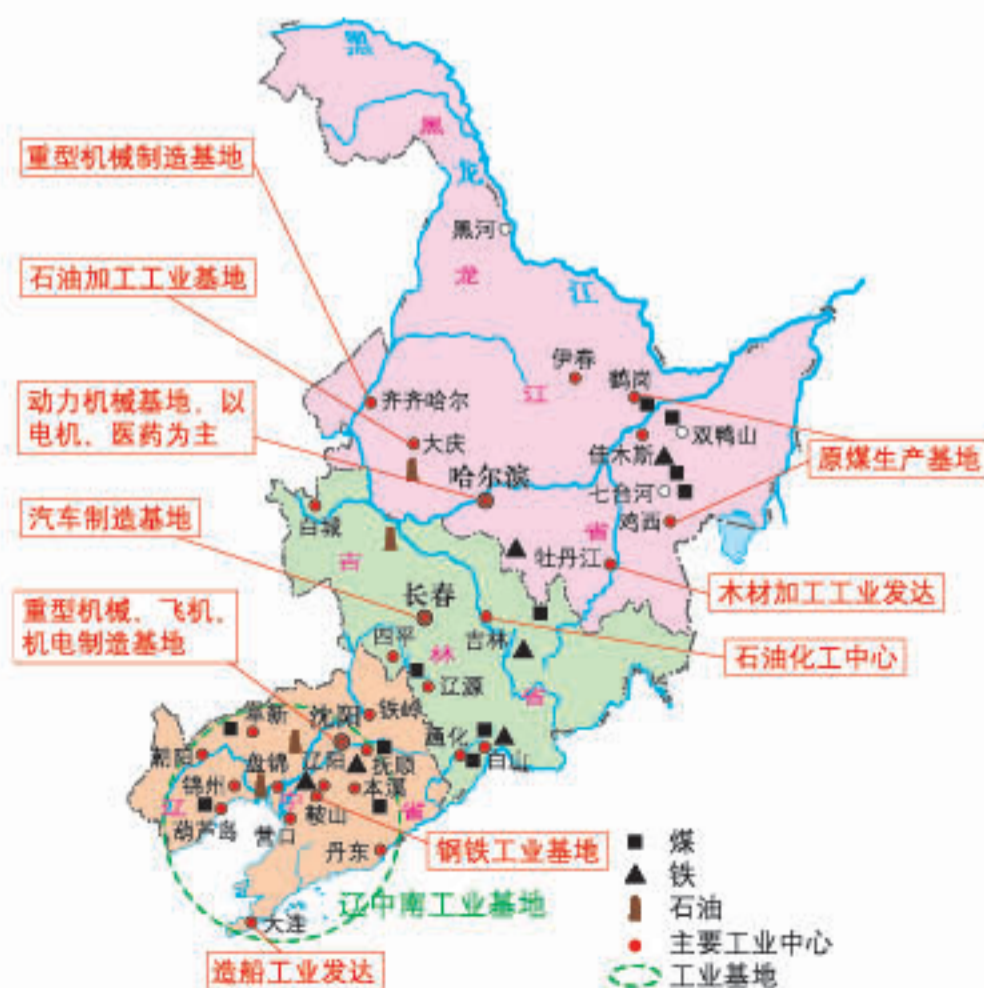 黑
龙
江
黑
龙
江
省
重型机械制造基地
石油加工工业基地
动力机械基地，以
电机、医药为主
汽车制造基地
重型机械、飞机、
机电制造基地
黑河
伊春
鹤岗
齐齐哈尔
双鸭山
大庆
佳木斯
原煤生产基地
哈尔滨
七台河
鸡西
白城
牡丹江
木材加工工业发达
吉
林
省
长春
吉林
石油化工中心
四平
辽源
铁岭
阜新
沈阳
通化
白山
朝阳
盘锦
辽阳
抚顺
锦州
本溪
辽
宁
省
鞍山
葫芦岛
营口
丹东
钢铁工业基地
辽中南工业基地
大连
造船工业发达
煤
铁
石油
主要工业中心
工业基地